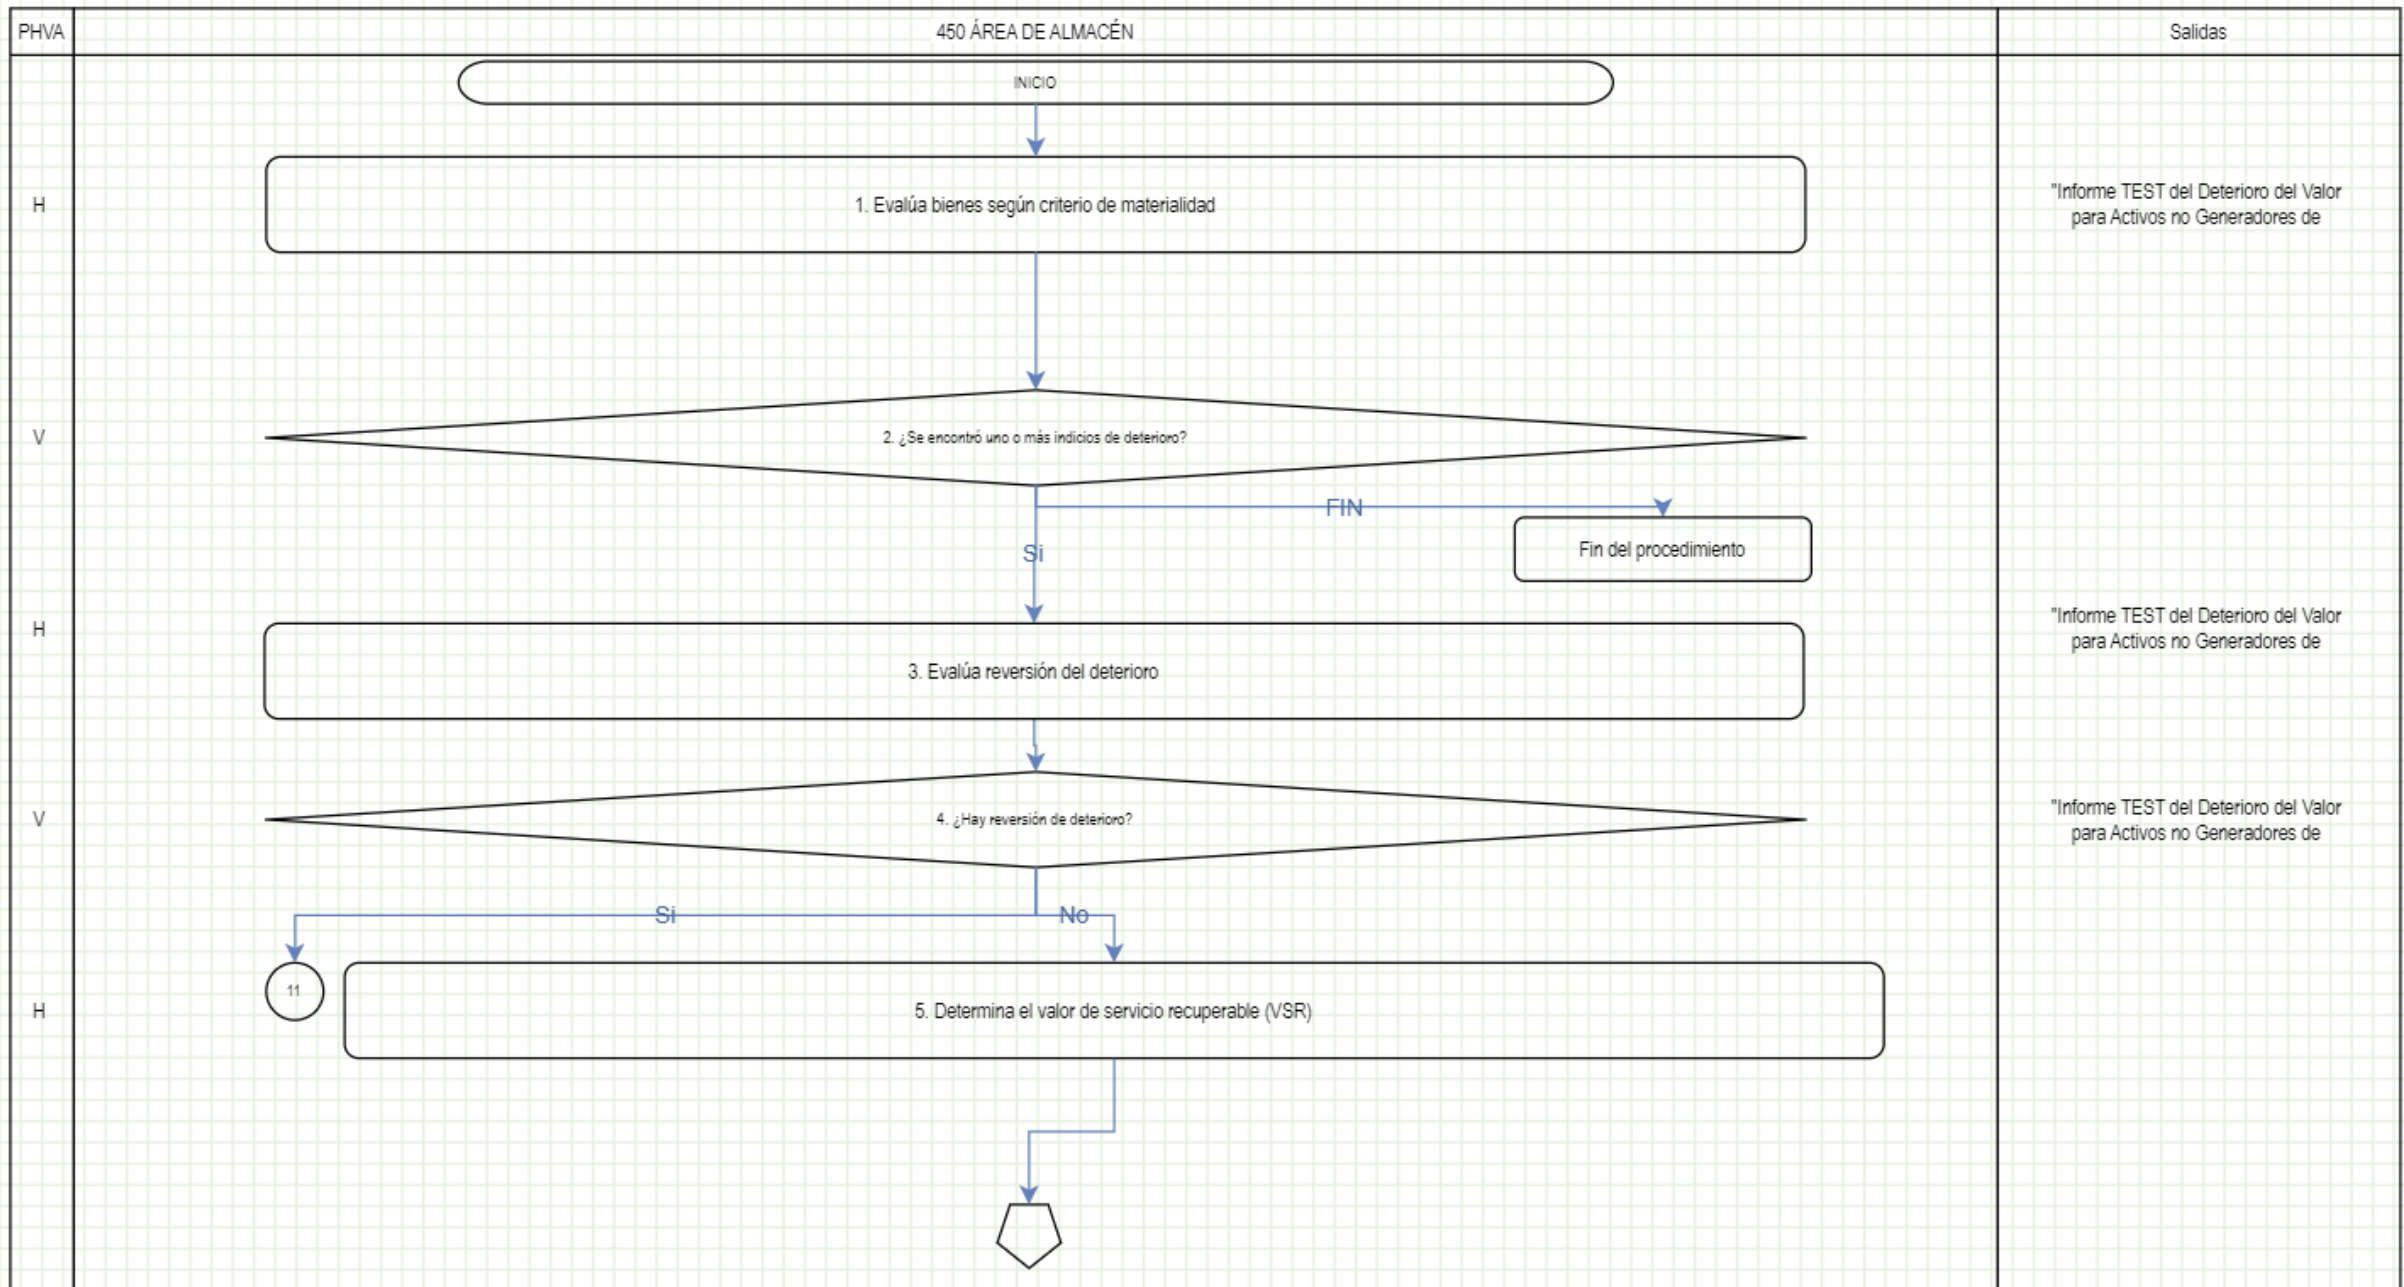 PHVA
450 ÁREA DE ALMACÉN
Salidas
INICIO
H
1. Evalúa bienes según criterio de materialidad
"Informe TEST del Deterioro del Valor
para Activos no Generadores de
V
2. ¿Se encontró uno o más indicios de deterioro?
FIN
Si
Fin del procedimiento
H
3. Evalúa reversión del deterioro
"Informe TEST del Deterioro del Valor
para Activos no Generadores de
V
4. ¿Hay reversión de deterioro?
"Informe TEST del Deterioro del Valor
para Activos no Generadores de
Si
No
11
H
5. Determina el valor de servicio recuperable (VSR)